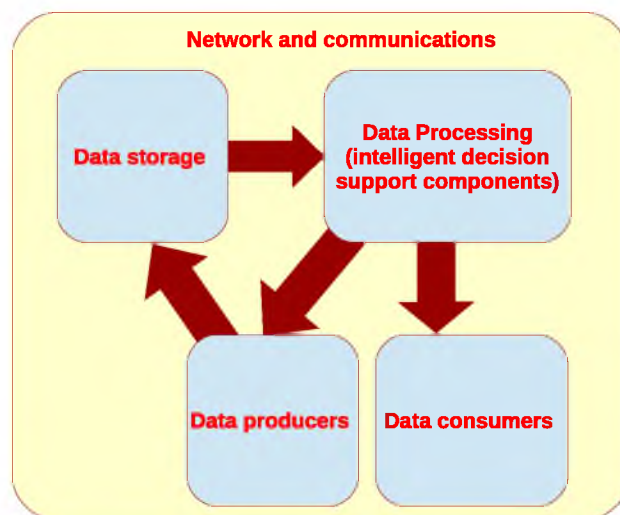 Network and communications
Data storage
Data Processing
(intelligent decision
support components)
Data producers
Data consumers